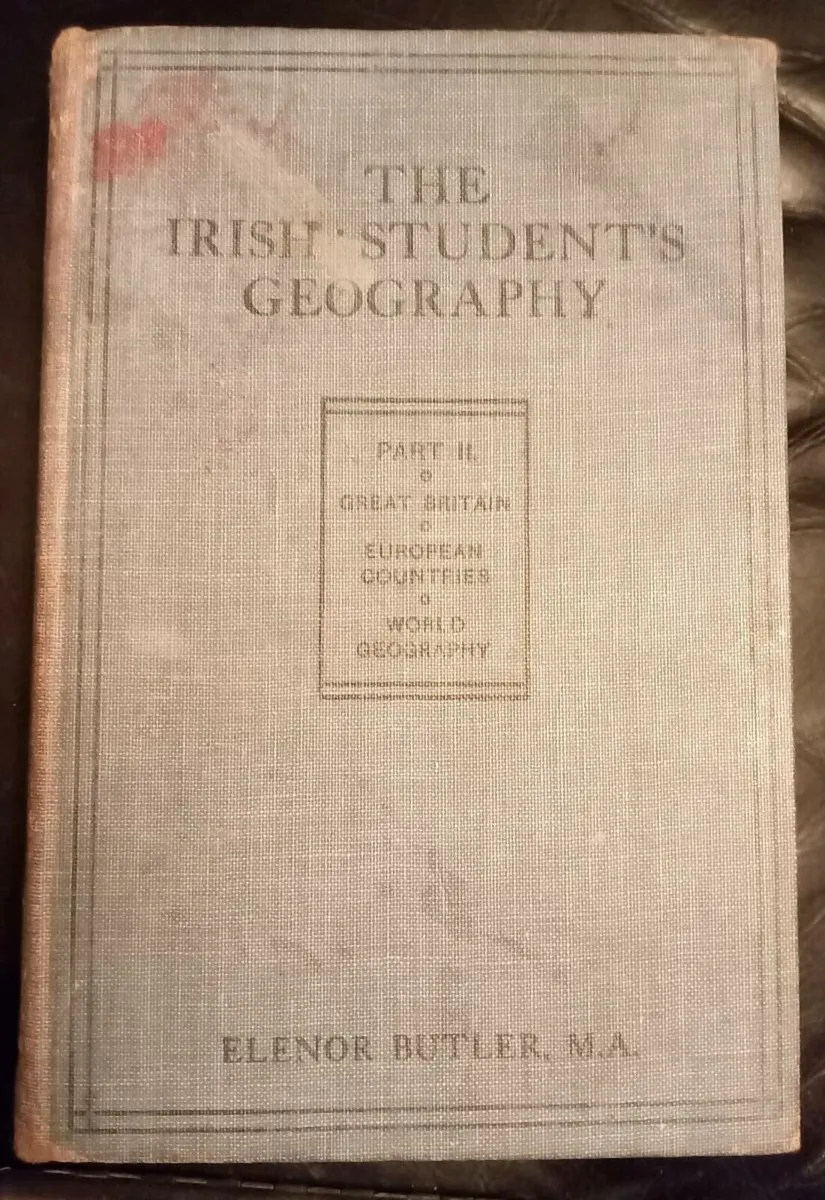 THE
IRISH STUDENT'S
GEOGRAPHY
PART II.
GREAT BRITAIN
EUROPEAN
COUNTRIES
WORLD
GEOGRAPHY
ELENOR BUTLER, M.A.